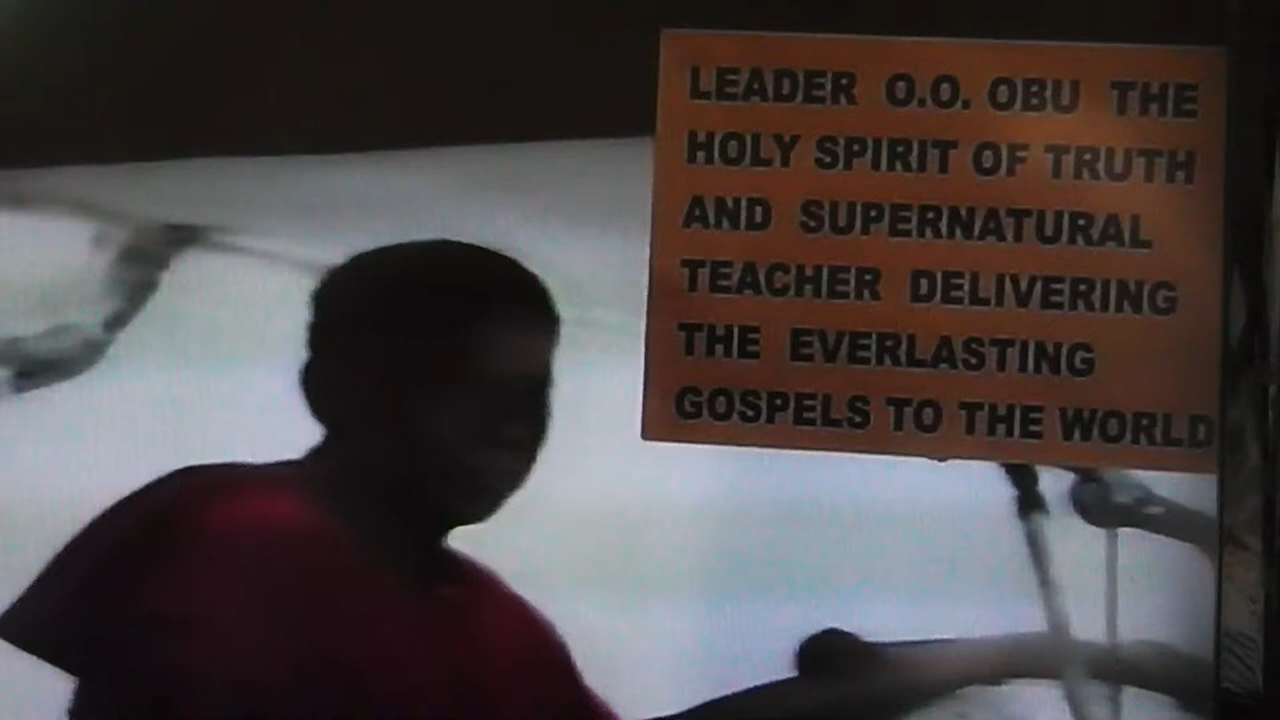 LEADER O.O. OBU THE
HOLY SPIRIT OF TRUTH
AND SUPERNATURAL
TEACHER DELIVERING
THE EVERLASTING
GOSPELS TO THE WORLD